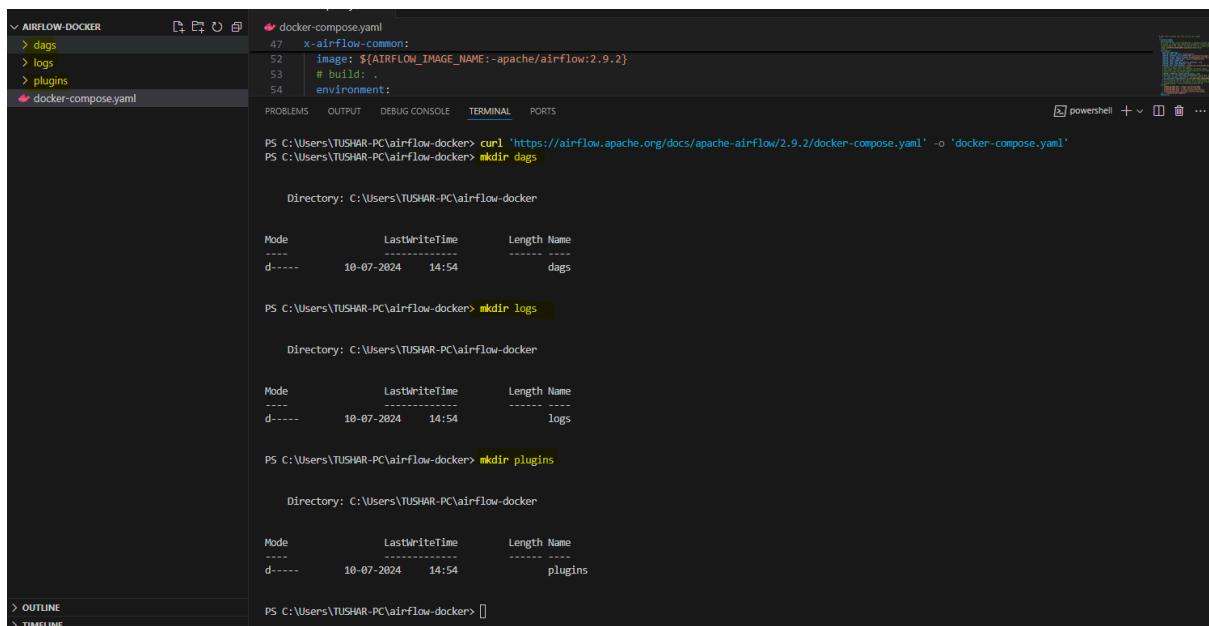 AIRFLOW-DOCKER
dags
logs
plugins
docker-compose.yaml
OUTLINE
TIMELINE
docker-compose.yaml
47 x-airflow-common:
52 image: ${AIRFLOW_IMAGE_NAME:-apache/airflow:2.9.2}
53 # build: .
54 environment:
PROBLEMS OUTPUT DEBUG CONSOLE TERMINAL PORTS
powershell
PS C:\Users\TUSHAR-PC\airflow-docker> curl 'https://airflow.apache.org/docs/apache-airflow/2.9.2/docker-compose.yaml' -o 'docker-compose.yaml'
PS C:\Users\TUSHAR-PC\airflow-docker> mkdir dags
Directory: C:\Users\TUSHAR-PC\airflow-docker
Mode LastWriteTime Length Name
---- ------------- ------ ----
d----- 10-07-2024 14:54 dags
PS C:\Users\TUSHAR-PC\airflow-docker> mkdir logs
Directory: C:\Users\TUSHAR-PC\airflow-docker
Mode LastWriteTime Length Name
---- ------------- ------ ----
d----- 10-07-2024 14:54 logs
PS C:\Users\TUSHAR-PC\airflow-docker> mkdir plugins
Directory: C:\Users\TUSHAR-PC\airflow-docker
Mode LastWriteTime Length Name
---- ------------- ------ ----
d----- 10-07-2024 14:54 plugins
PS C:\Users\TUSHAR-PC\airflow-docker>